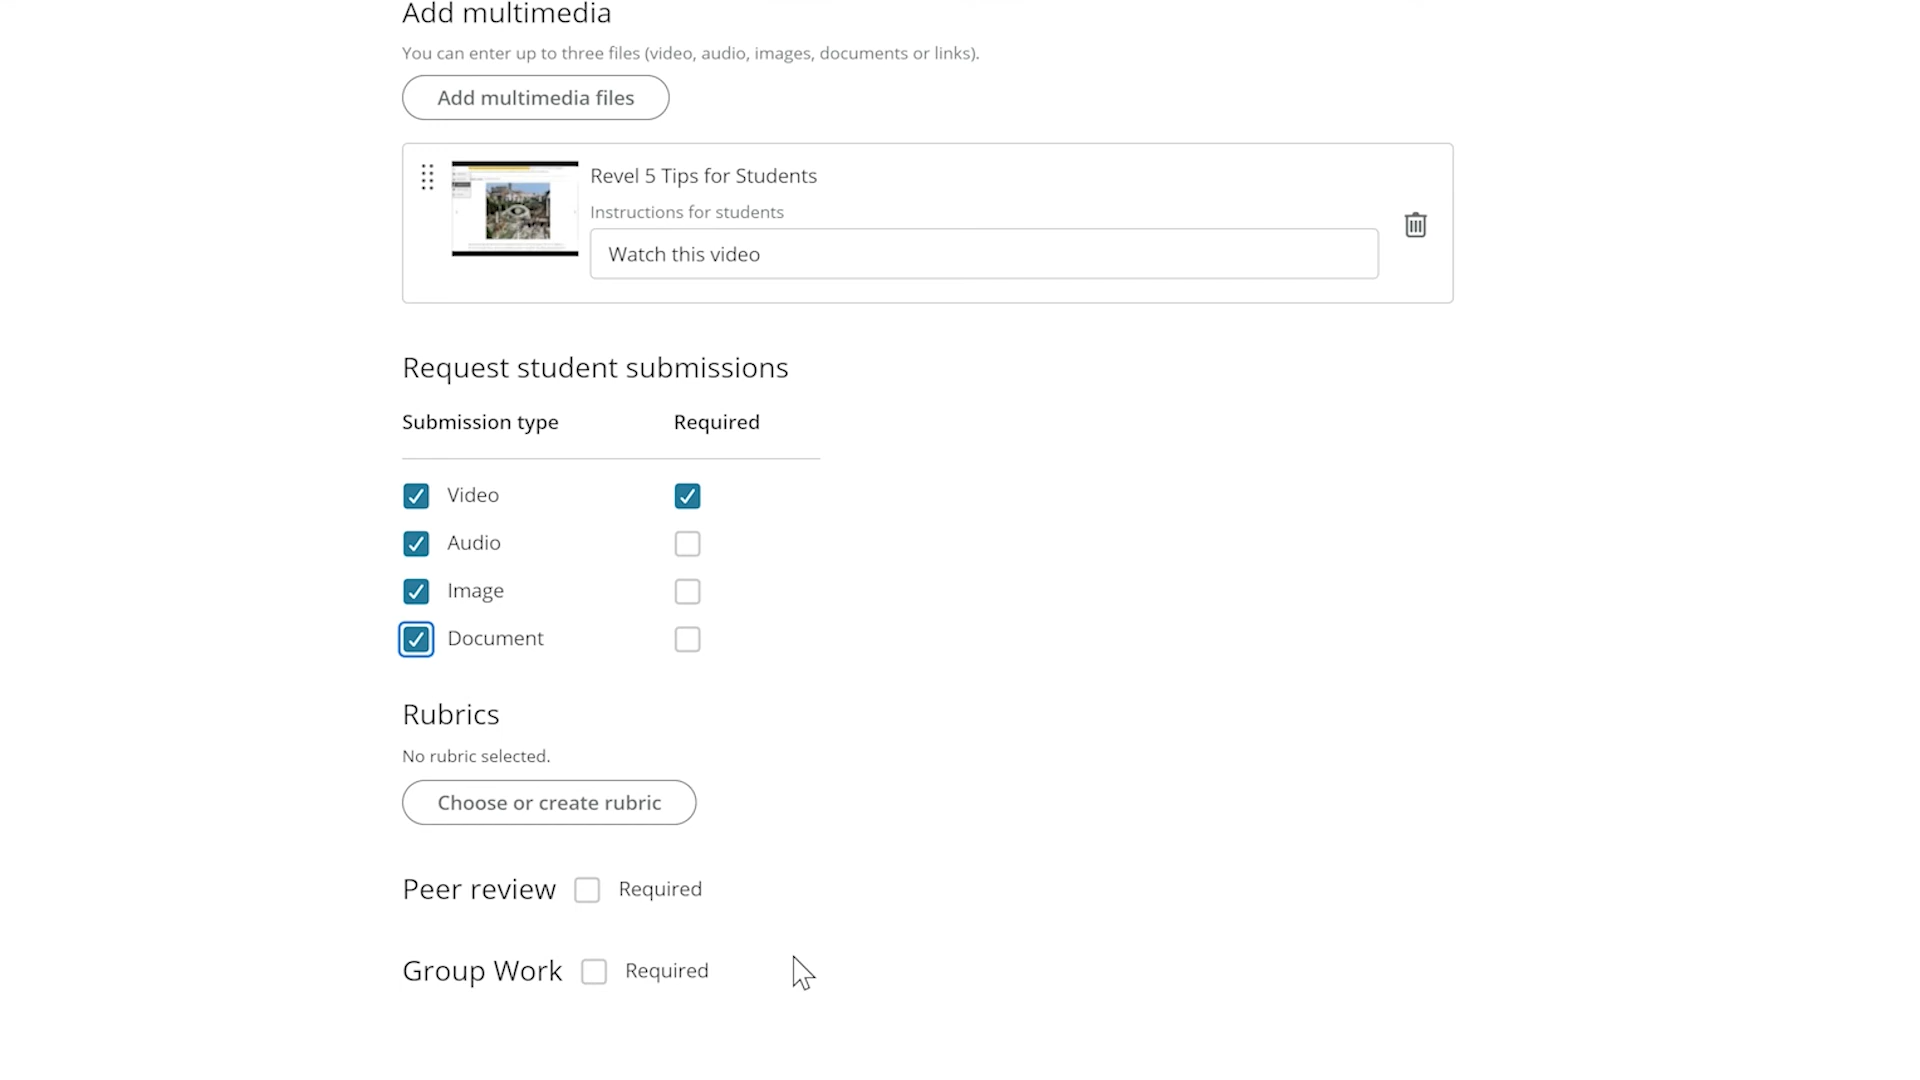 Add multimedia
You can enter up to three files (video, audio, images, documents or links).
Add multimedia files
Revel 5 Tips for Students
Instructions for students
Watch this video
Request student submissions
Submission type Required
Video
Audio
Image
Document
Rubrics
No rubric selected.
Choose or create rubric
Peer review Required
Group Work Required